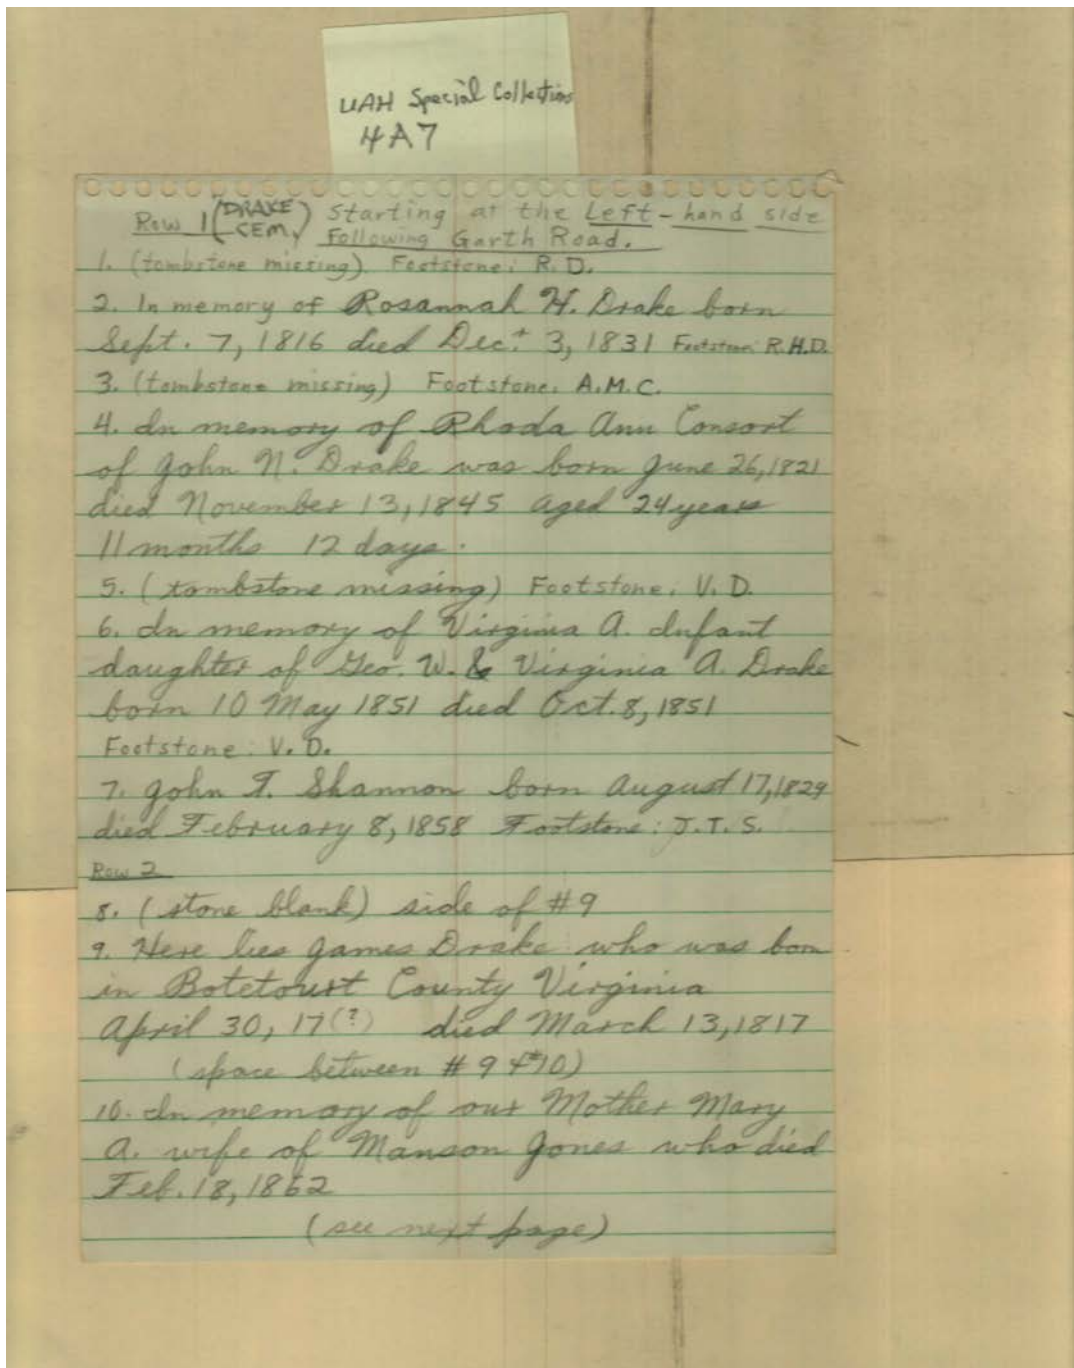 UAH Special Collections
4A7
Row 1 (DRAKE CEM.) Starting at the Left-hand side
Following Garth Road.
1. (tombstone missing) Footstone: R.D.
2. In memory of Rosannah H. Drake born
Sept. 7, 1816 died Dec. 3, 1831 Footstone: R.H.D.
3. (tombstone missing) Footstone: A.M.C.
4. In memory of Rhoda Ann Consort
of John N. Drake was born June 26, 1821
died November 13, 1845 aged 24 years
11 months 12 days.
5. (tombstone missing) Footstone: V.D.
6. In memory of Virginia A. Infant
daughter of Geo. W. & Virginia A. Drake
born 10 May 1851 died Oct. 8, 1851
Footstone: V.D.
7. John T. Shannon born August 17, 1829
died February 8, 1858 Footstone: J.T.S.
Row 2
8. (stone blank) side of #9
9. Here lies James Drake who was born
in Botetourt County Virginia
April 30, 17(?) died March 13, 1817
(space between #9 & #10)
10. In memory of our Mother Mary
A. wife of Manson Jones who died
Feb. 18, 1862
(see next page)